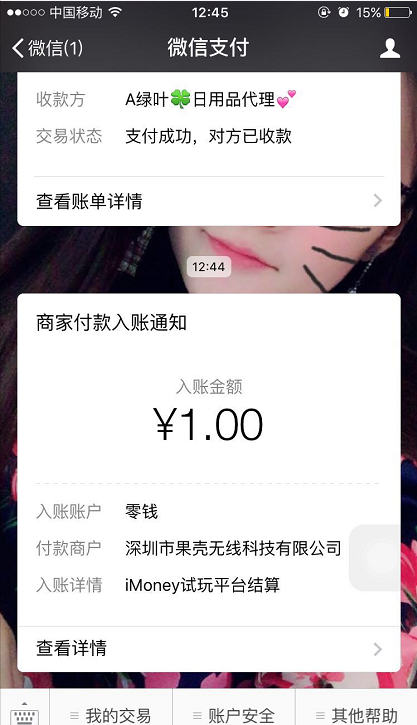 中国移动 12:45 15%
微信(1) 微信支付
收款方 A绿叶🍀日用品代理💕
交易状态 支付成功，对方已收款
查看账单详情
12:44
商家付款入账通知
入账金额
¥1.00
入账账户 零钱
付款商户 深圳市果壳无线科技有限公司
入账详情 iMoney试玩平台结算
查看详情
我的交易 账户安全 其他帮助